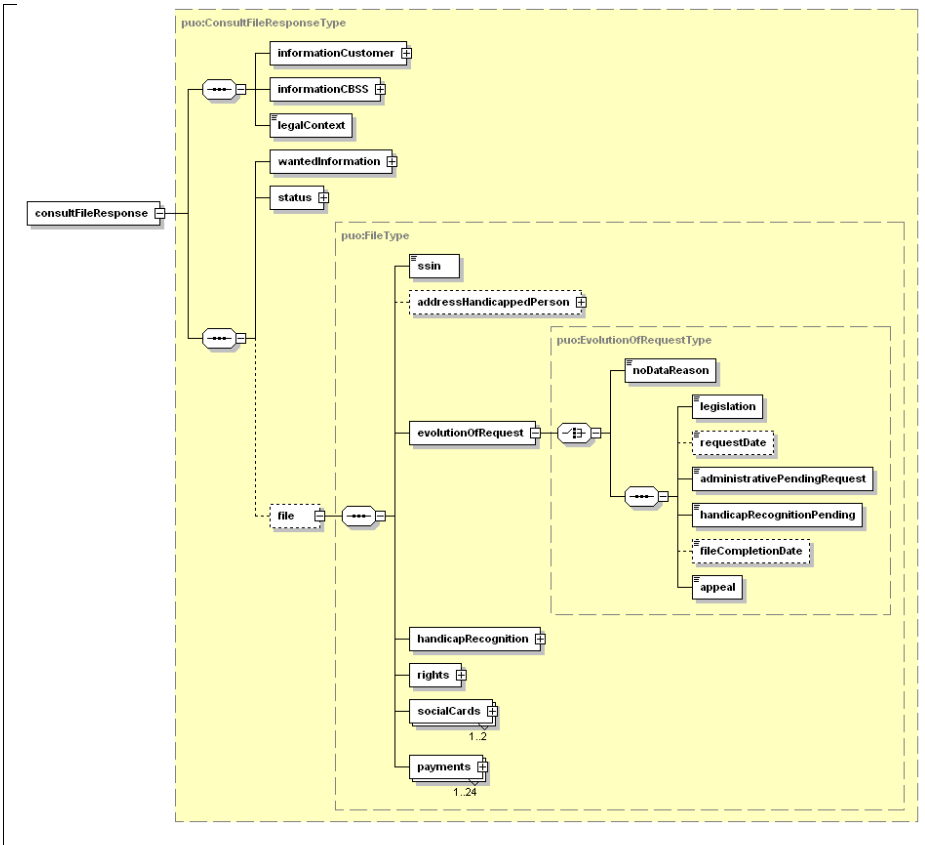 puo:ConsultFileResponseType
informationCustomer
informationCBSS
legalContext
wantedInformation
status
consultFileResponse
puo:FileType
ssin
addressHandicappedPerson
puo:EvolutionOfRequestType
noDataReason
legislation
evolutionOfRequest
requestDate
administrativePendingRequest
file
handicapRecognitionPending
fileCompletionDate
appeal
handicapRecognition
rights
socialCards
1..2
payments
1..24